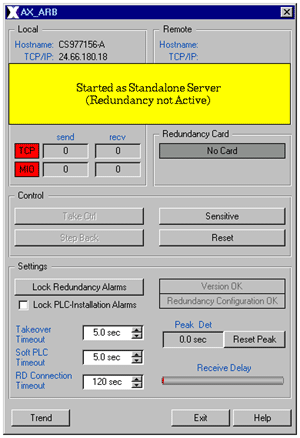 AX_ARB
Local
Hostname: CS977156-A
TCP/IP: 24.66.180.18
Remote
Hostname:
TCP/IP:
Started as Standalone Server
(Redundancy not Active)
send recv
TCP 0 0
MIO 0 0
Redundancy Card
No Card
Control
Take Ctrl Sensitive
Step Back Reset
Settings
Lock Redundancy Alarms Version OK
Lock PLC-Installation Alarms Redundancy Configuration OK
Takeover Timeout 5.0 sec
Peak Det
0.0 sec Reset Peak
Soft PLC Timeout 5.0 sec
RD Connection Timeout 120 sec
Receive Delay
Trend Exit Help